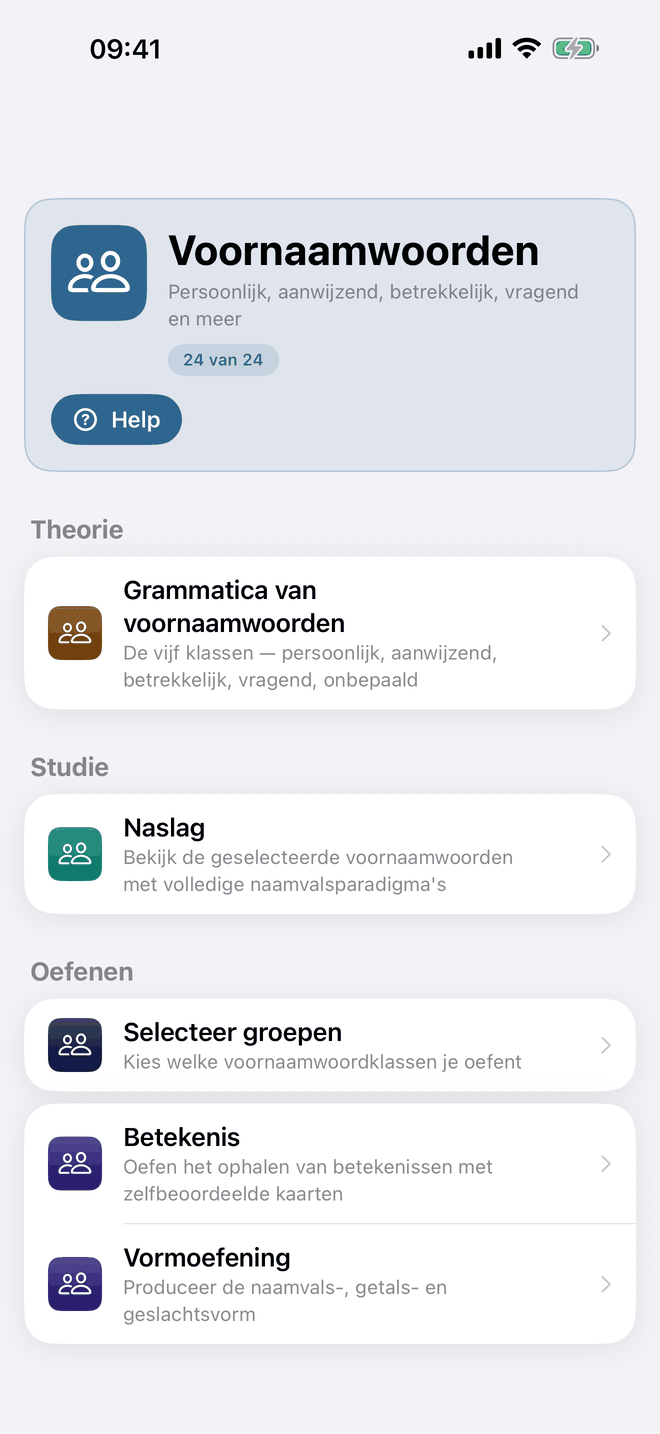 09:41
Voornaamwoorden
Persoonlijk, aanwijzend, betrekkelijk, vragend
en meer
24 van 24
Help
Theorie
Grammatica van
voornaamwoorden
De vijf klassen — persoonlijk, aanwijzend,
betrekkelijk, vragend, onbepaald
Studie
Naslag
Bekijk de geselecteerde voornaamwoorden
met volledige naamvalsparadigma's
Oefenen
Selecteer groepen
Kies welke voornaamwoordklassen je oefent
Betekenis
Oefen het ophalen van betekenissen met
zelfbeoordeelde kaarten
Vormoefening
Produceer de naamvals-, getals- en
geslachtsvorm